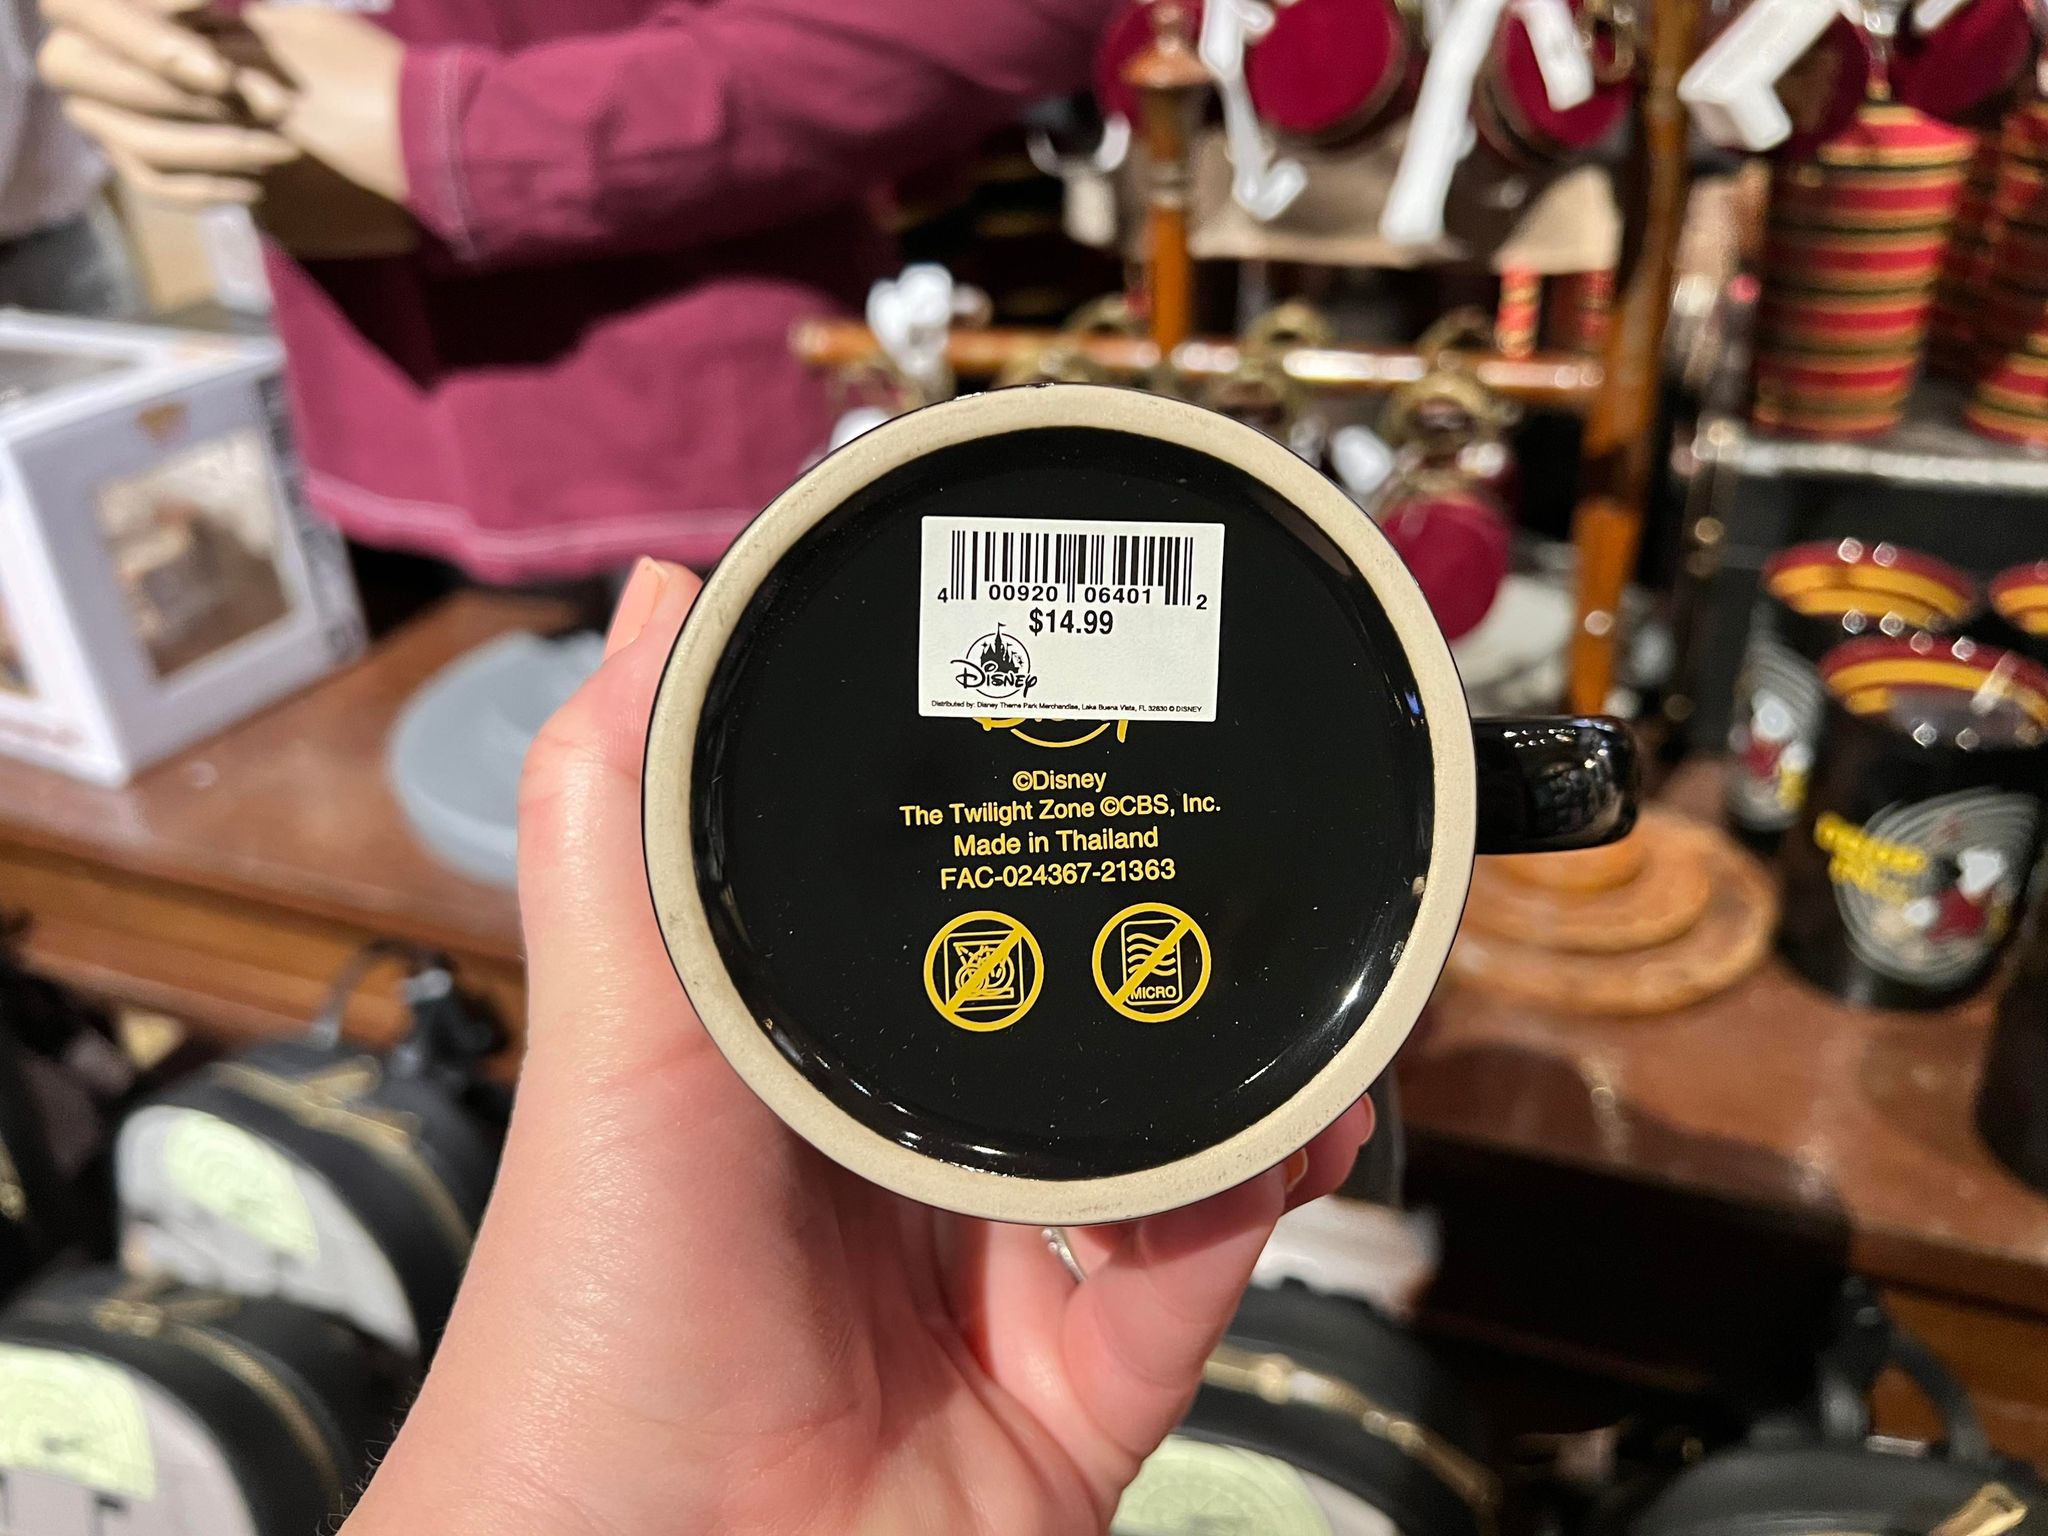 4 00920 06401 2
$14.99
Disney
Distributed by: Disney Theme Park Merchandise, Lake Buena Vista, FL 32830 © DISNEY
©Disney
The Twilight Zone ©CBS, Inc.
Made in Thailand
FAC-024367-21363
MICRO